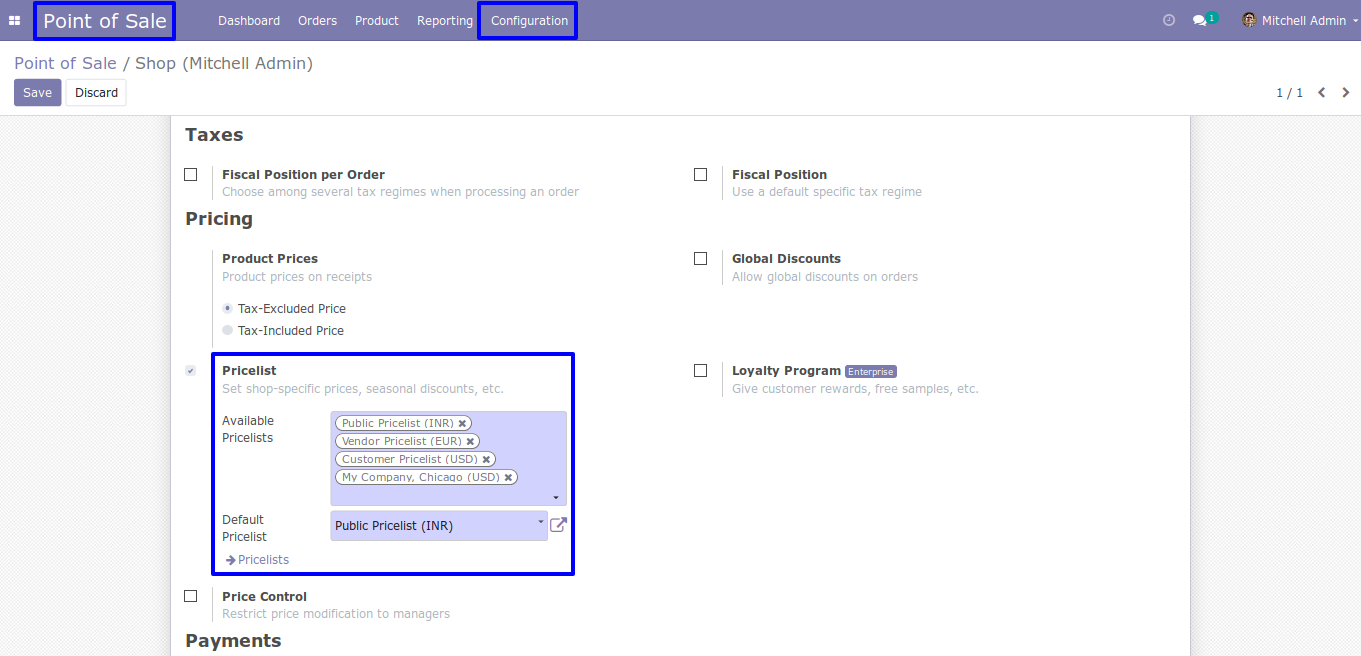 Point of Sale Dashboard Orders Product Reporting Configuration 1 Mitchell Admin
Point of Sale / Shop (Mitchell Admin)
Save Discard 1 / 1
Taxes
Fiscal Position per Order
Choose among several tax regimes when processing an order
Fiscal Position
Use a default specific tax regime
Pricing
Product Prices
Product prices on receipts
Tax-Excluded Price
Tax-Included Price
Global Discounts
Allow global discounts on orders
Pricelist
Set shop-specific prices, seasonal discounts, etc.
Available
Pricelists
Public Pricelist (INR)
Vendor Pricelist (EUR)
Customer Pricelist (USD)
My Company, Chicago (USD)
Default
Pricelist
Public Pricelist (INR)
Pricelists
Loyalty Program Enterprise
Give customer rewards, free samples, etc.
Price Control
Restrict price modification to managers
Payments